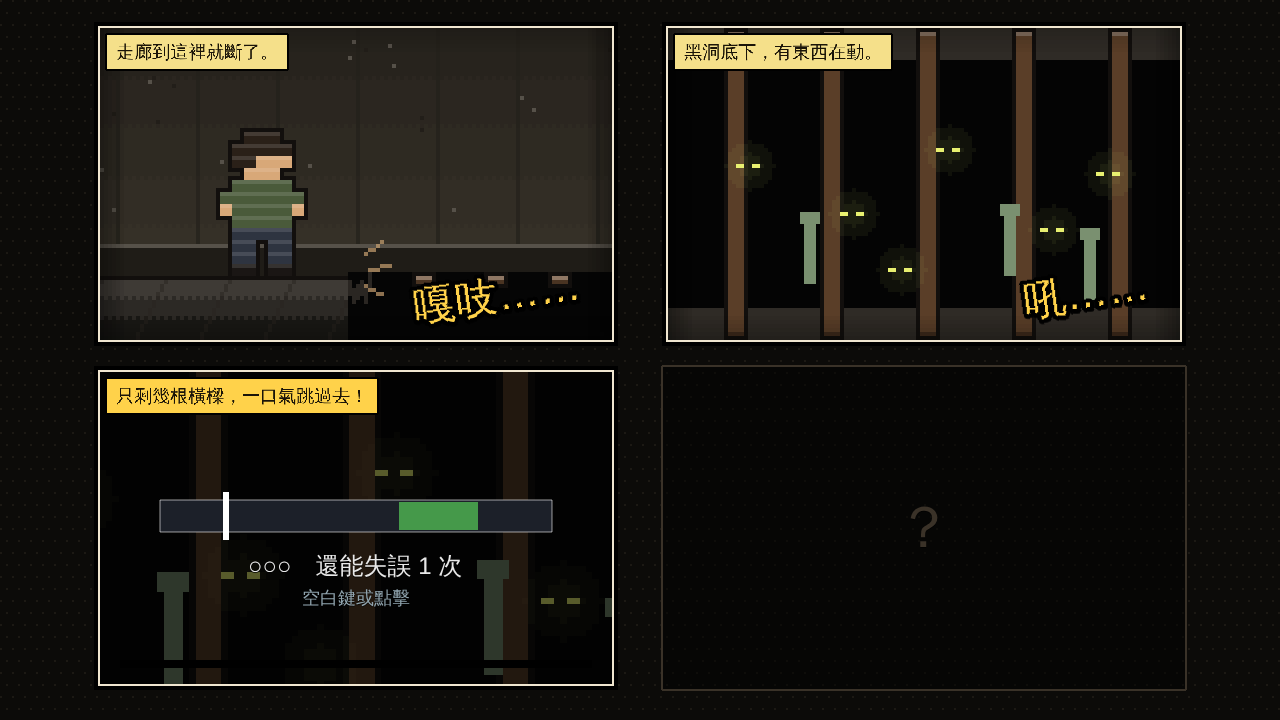 走廊到這裡就斷了。
嘎吱……
黑洞底下，有東西在動。
吼……
只剩幾根橫樑，一口氣跳過去！
○○○　還能失誤 1 次
空白鍵或點擊
？